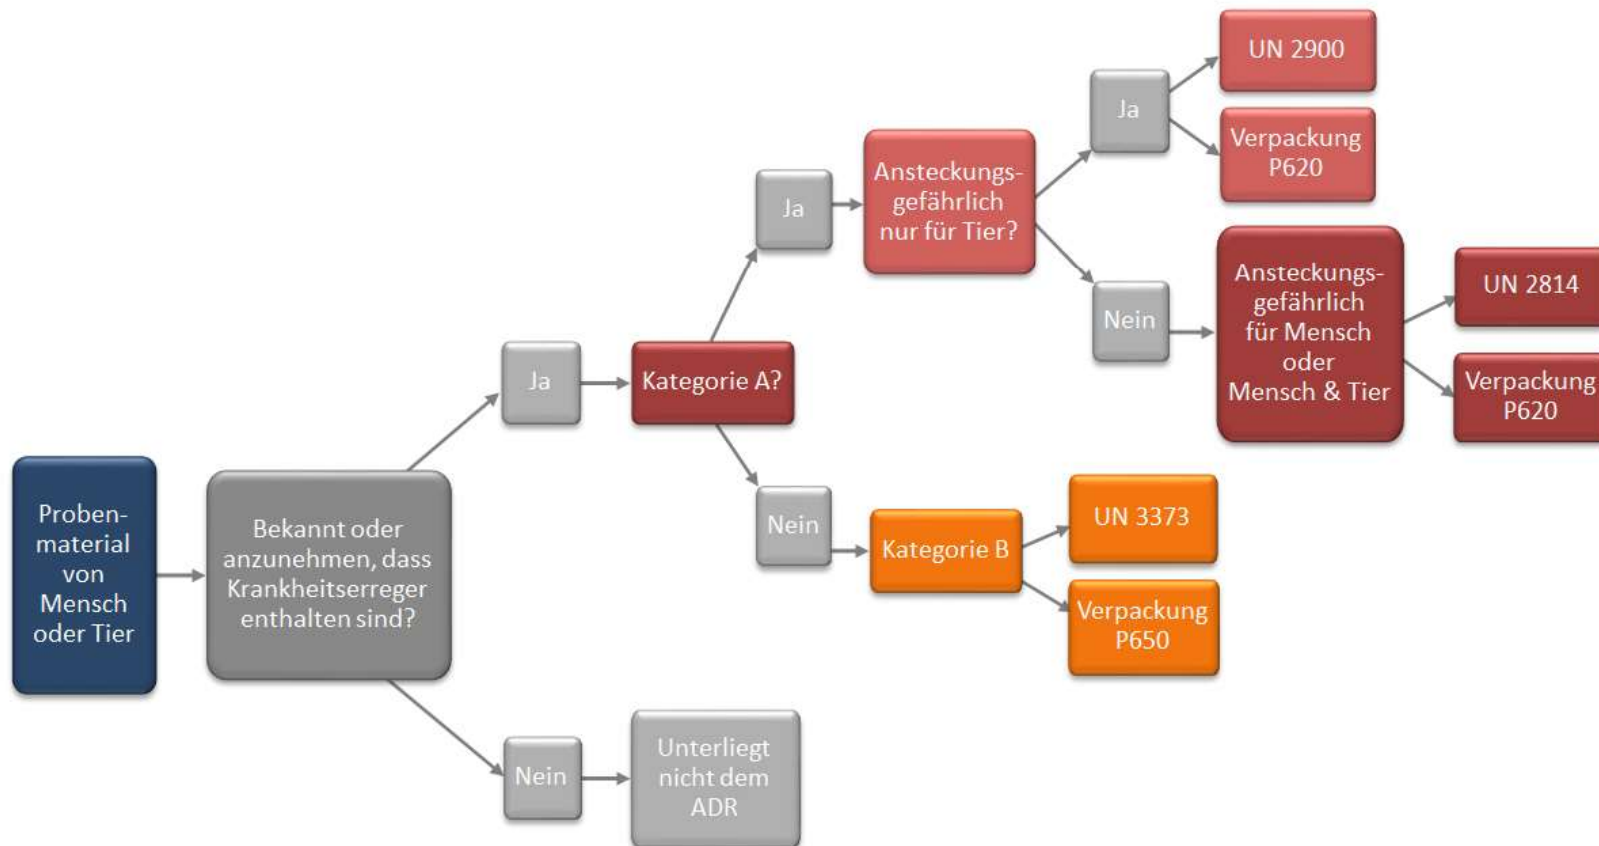 Proben-
material
von
Mensch
oder Tier
Bekannt oder
anzunehmen, dass
Krankheitserreger
enthalten sind?
Ja
Kategorie A?
Ja
Ansteckungs-
gefährlich
nur für Tier?
Ja
UN 2900
Verpackung
P620
Nein
Ansteckungs-
gefährlich
für Mensch
oder
Mensch & Tier
UN 2814
Verpackung
P620
Nein
Kategorie B
UN 3373
Verpackung
P650
Nein
Unterliegt
nicht dem
ADR